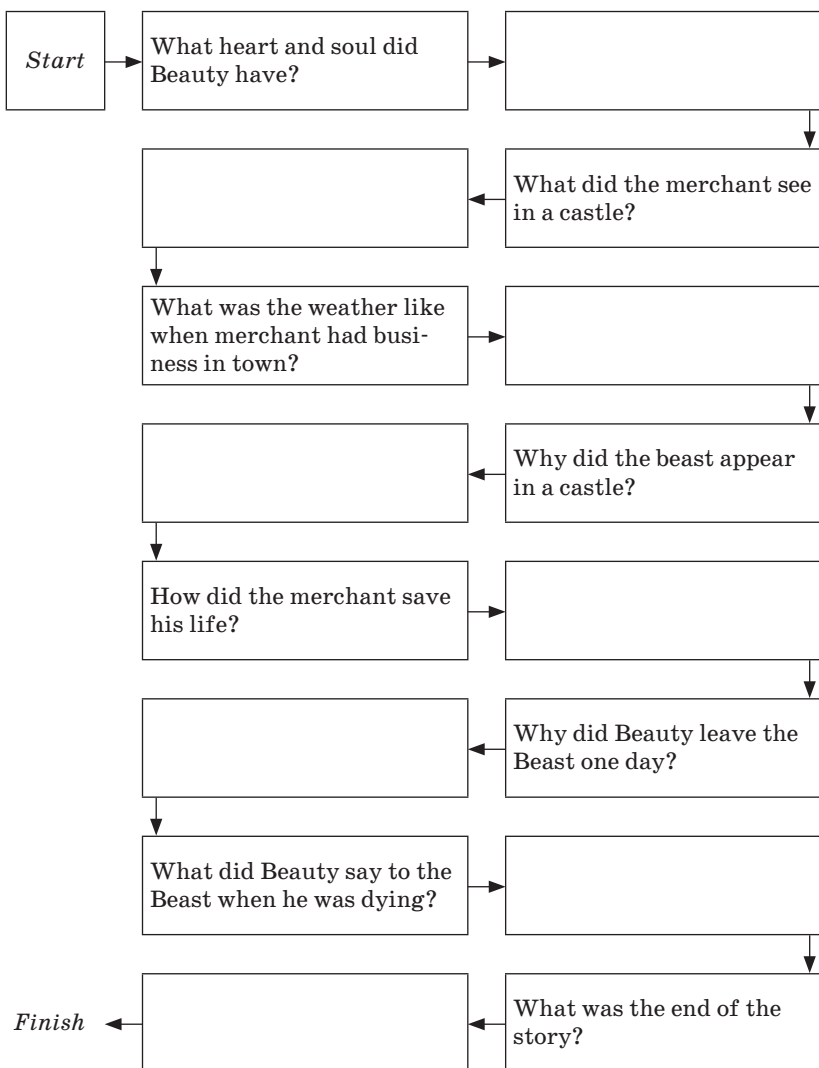 Start
What heart and soul did
Beauty have?
What did the merchant see
in a castle?
What was the weather like
when merchant had busi-
ness in town?
Why did the beast appear
in a castle?
How did the merchant save
his life?
Why did Beauty leave the
Beast one day?
What did Beauty say to the
Beast when he was dying?
What was the end of the
story?
Finish